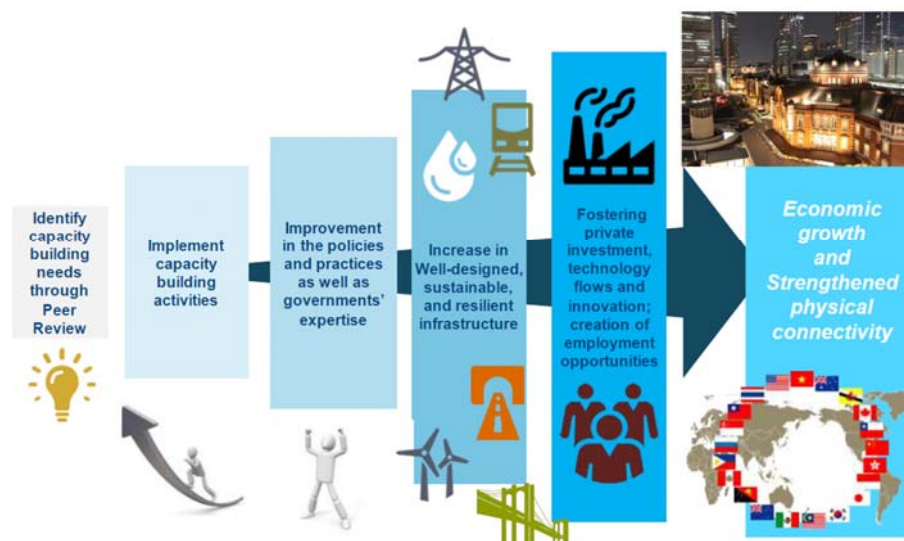 Identify
capacity
building
needs
through
Peer
Review
Implement
capacity
building
activities
Improvement
in the policies
and practices
as well as
governments’
expertise
Increase in
Well-designed,
sustainable,
and resilient
infrastructure
Fostering
private
investment,
technology
flows and
innovation;
creation of
employment
opportunities
Economic
growth
and
Strengthened
physical
connectivity